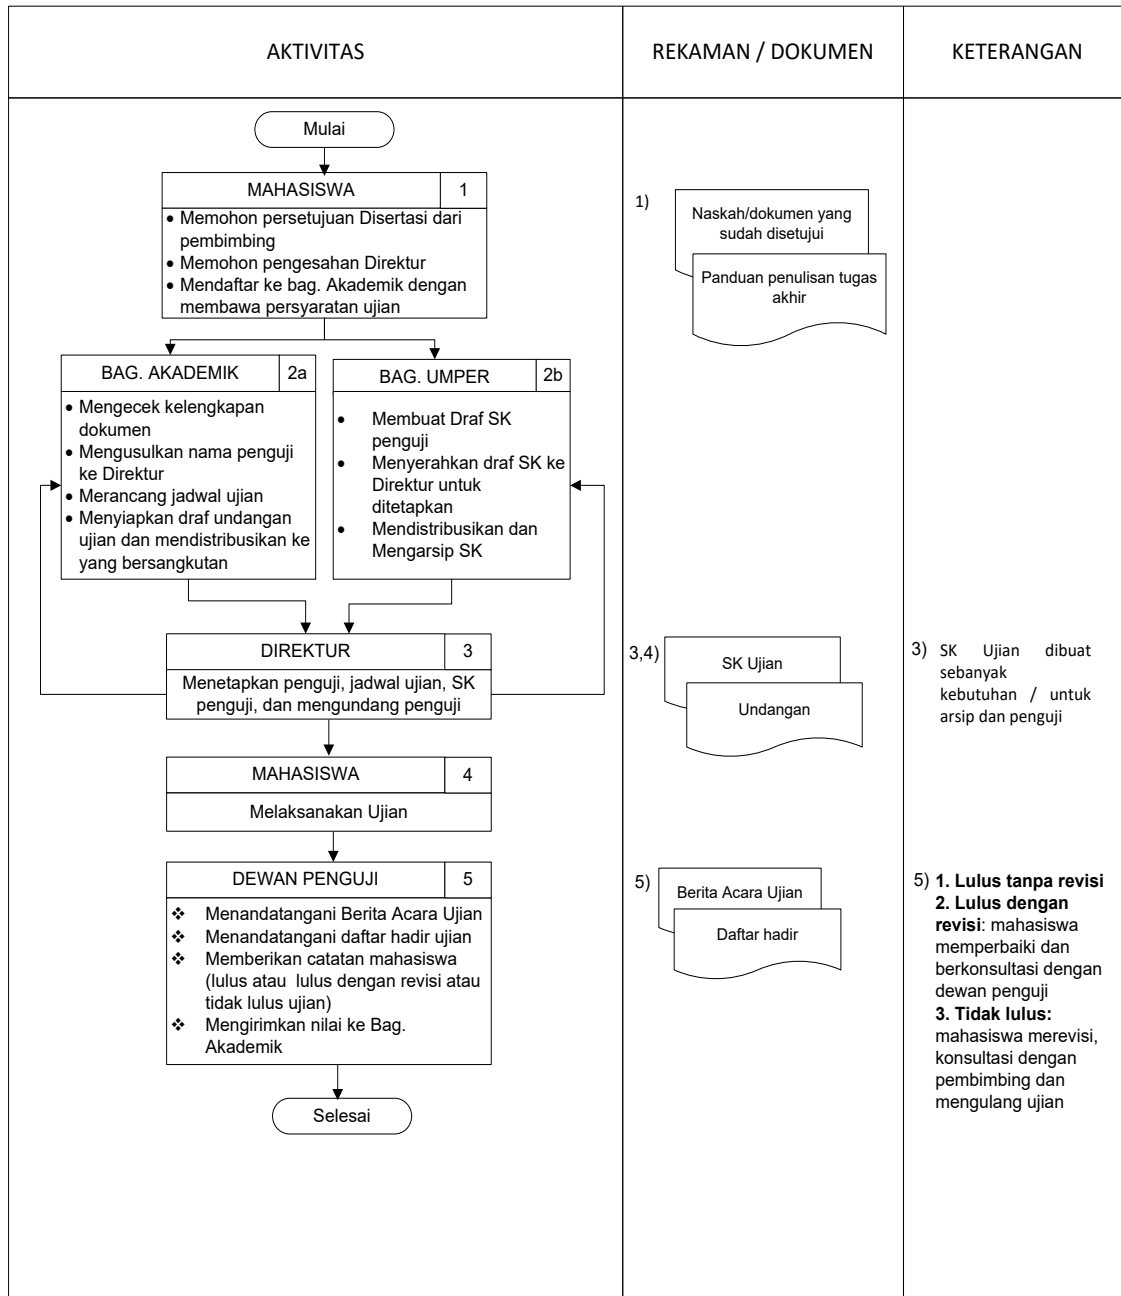 AKTIVITAS
REKAMAN / DOKUMEN
KETERANGAN
Mulai
MAHASISWA
1
• Memohon persetujuan Disertasi dari
pembimbing
• Memohon pengesahan Direktur
• Mendaftar ke bag. Akademik dengan
membawa persyaratan ujian
1)
Naskah/dokumen yang
sudah disetujui
Panduan penulisan tugas
akhir
BAG. AKADEMIK
2a
• Mengecek kelengkapan
dokumen
• Mengusulkan nama penguji
ke Direktur
• Merancang jadwal ujian
• Menyiapkan draf undangan
ujian dan mendistribusikan ke
yang bersangkutan
BAG. UMPER
2b
• Membuat Draf SK
penguji
• Menyerahkan draf SK ke
Direktur untuk
ditetapkan
• Mendistribusikan dan
Mengarsip SK
DIREKTUR
3
Menetapkan penguji, jadwal ujian, SK
penguji, dan mengundang penguji
3,4)
SK Ujian
Undangan
3) SK Ujian dibuat
sebanyak
kebutuhan / untuk
arsip dan penguji
MAHASISWA
4
Melaksanakan Ujian
DEWAN PENGUJI
5
❖ Menandatangani Berita Acara Ujian
❖ Menandatangani daftar hadir ujian
❖ Memberikan catatan mahasiswa
(lulus atau lulus dengan revisi atau
tidak lulus ujian)
❖ Mengirimkan nilai ke Bag.
Akademik
5)
Berita Acara Ujian
Daftar hadir
5) 1. Lulus tanpa revisi
2. Lulus dengan
revisi: mahasiswa
memperbaiki dan
berkonsultasi dengan
dewan penguji
3. Tidak lulus:
mahasiswa merevisi,
konsultasi dengan
pembimbing dan
mengulang ujian
Selesai